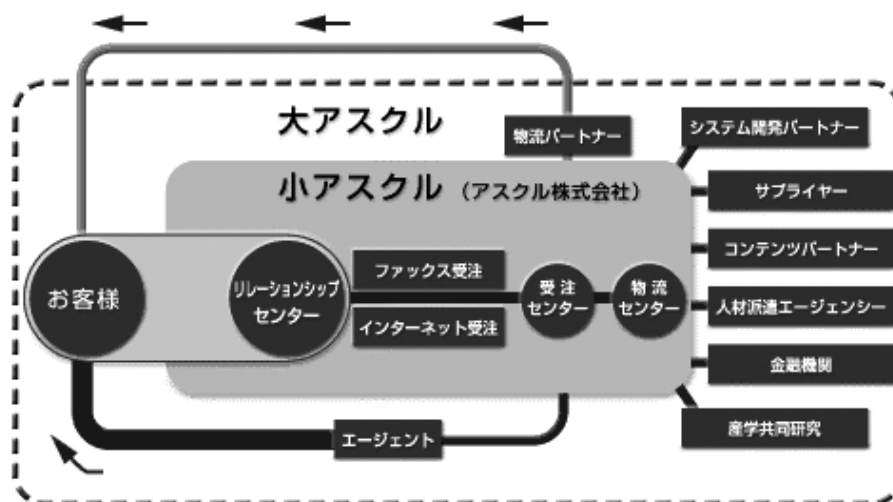 大アスクル
物流パートナー
システム開発パートナー
小アスクル（アスクル株式会社）
サプライヤー
コンテンツパートナー
お客様
リレーションシップ
センター
ファックス受注
インターネット受注
受注
センター
物流
センター
人材派遣エージェンシー
金融機関
エージェント
産学共同研究